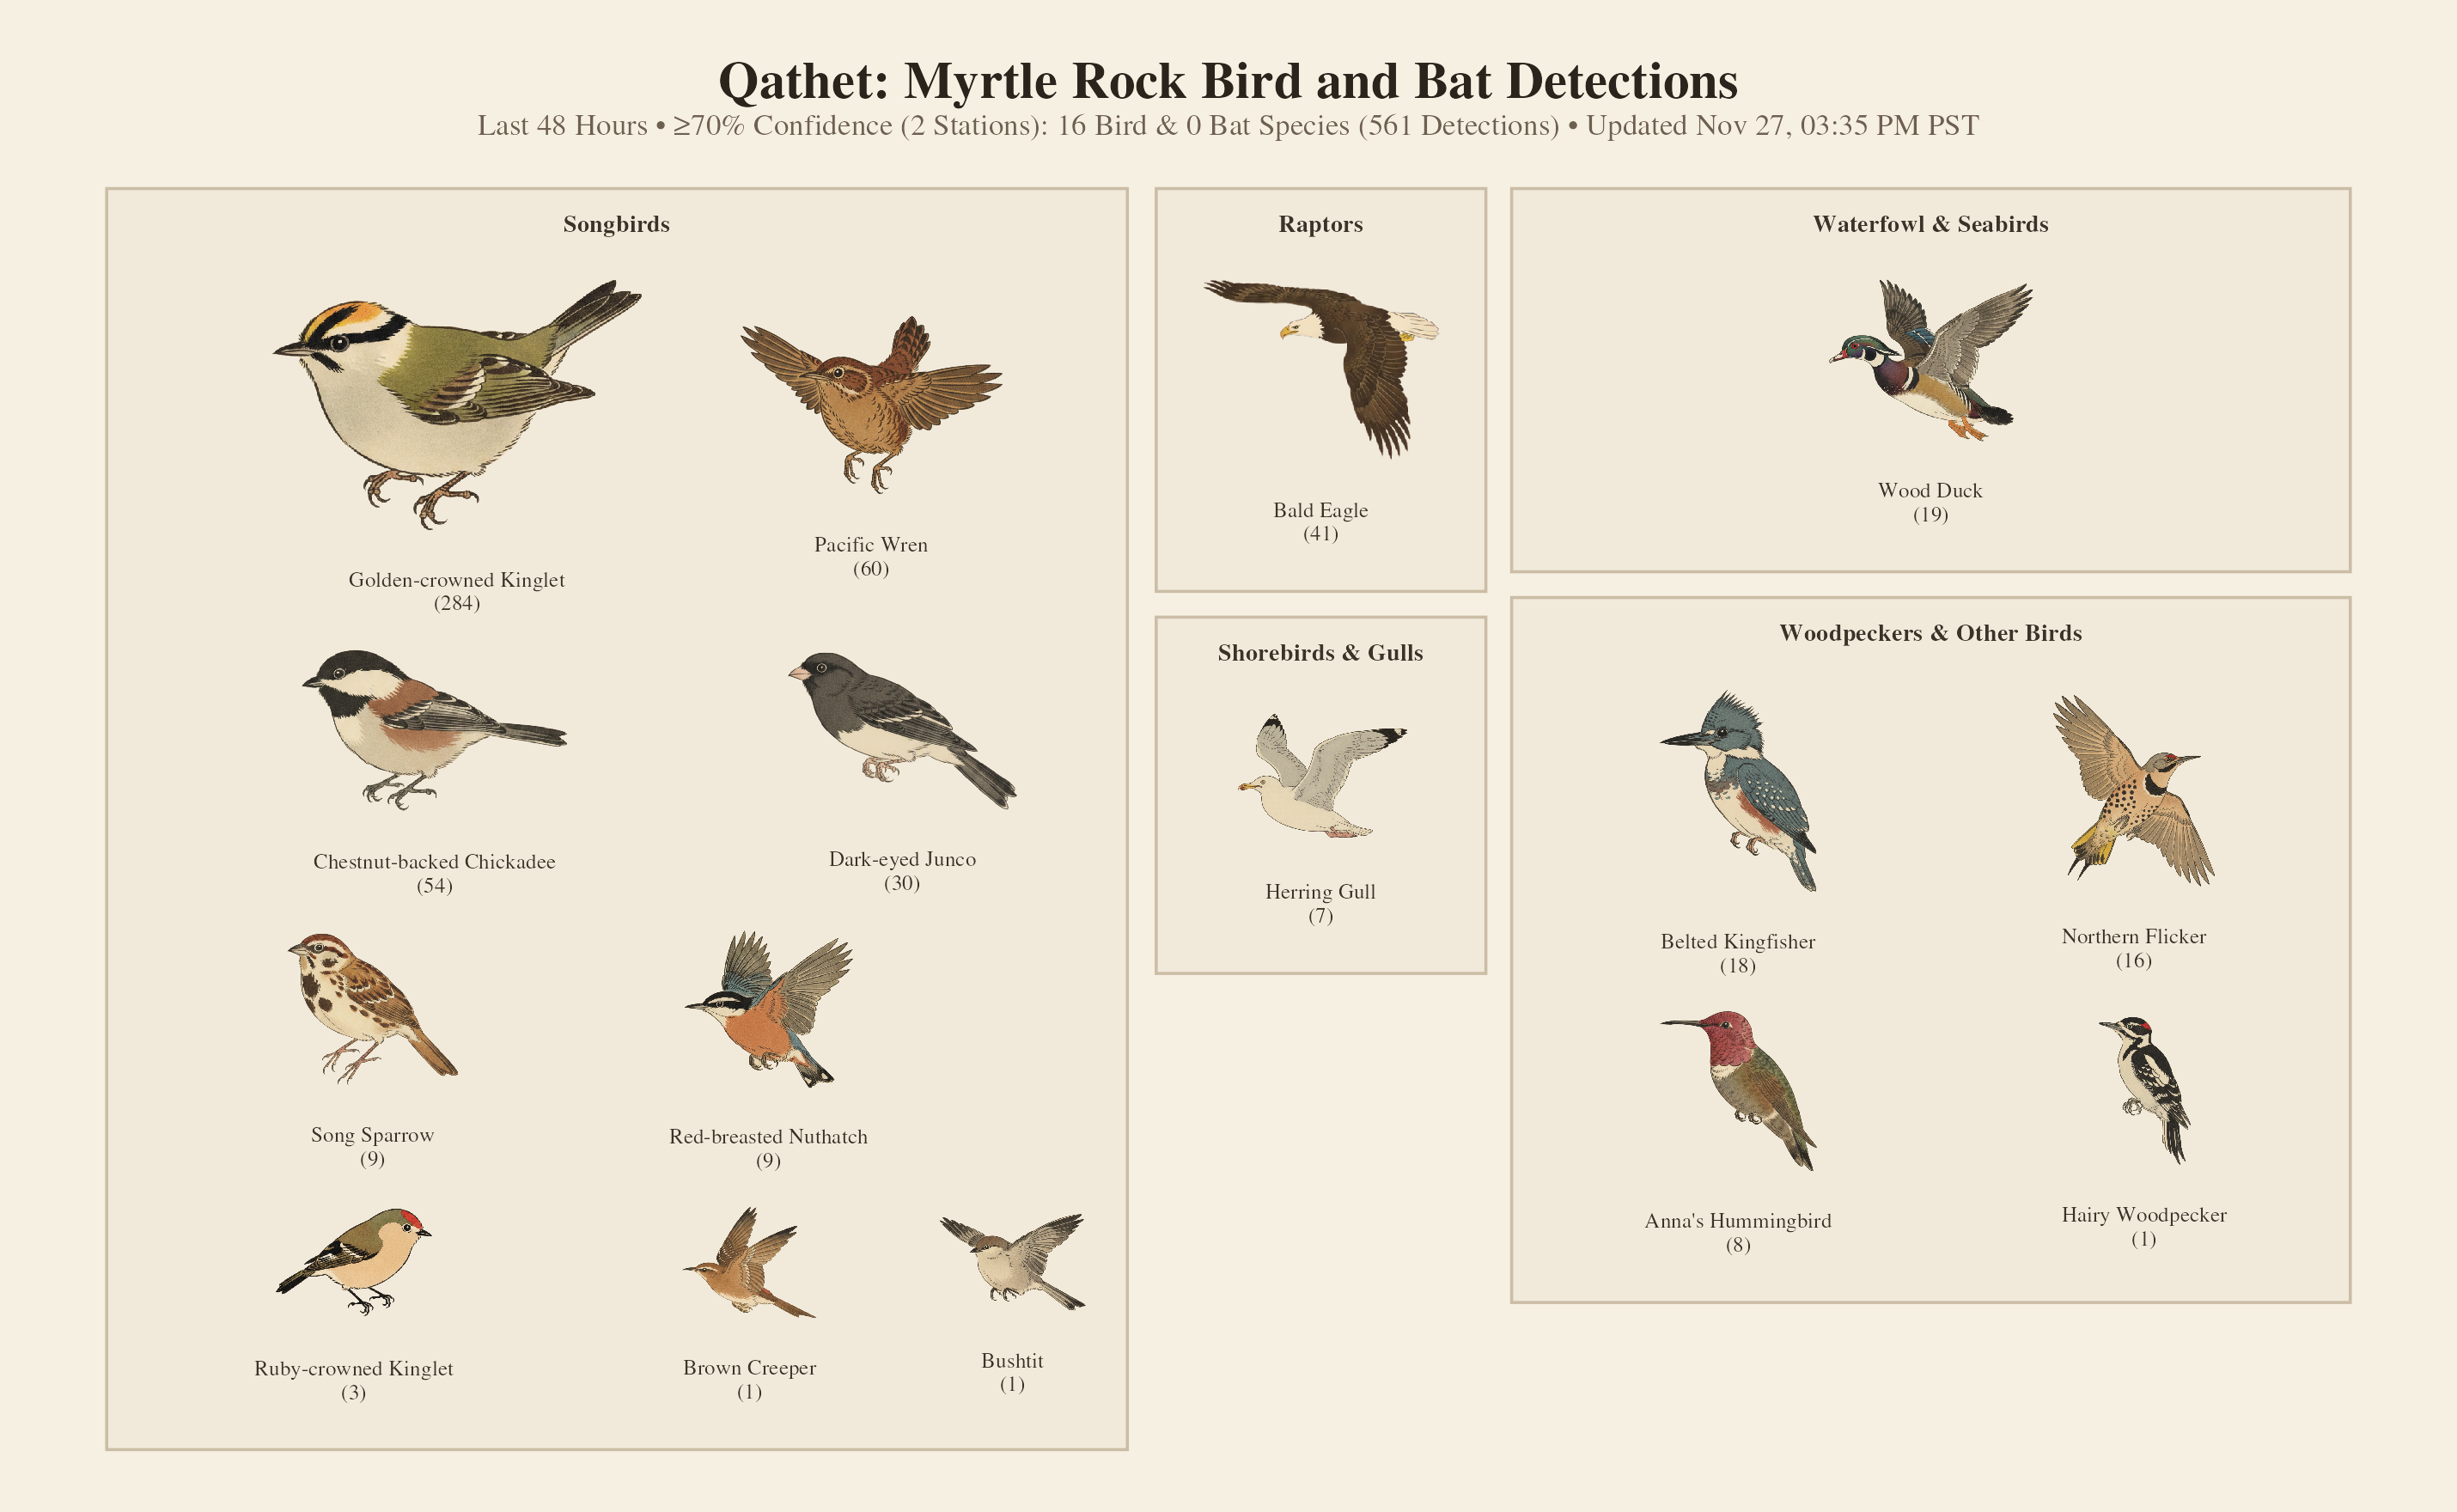 Qathet: Myrtle Rock Bird and Bat Detections
Last 48 Hours • ≥70% Confidence (2 Stations): 16 Bird & 0 Bat Species (561 Detections) • Updated Nov 27, 03:35 PM PST
Songbirds
Golden-crowned Kinglet
(284)
Pacific Wren
(60)
Chestnut-backed Chickadee
(54)
Dark-eyed Junco
(30)
Song Sparrow
(9)
Red-breasted Nuthatch
(9)
Ruby-crowned Kinglet
(3)
Brown Creeper
(1)
Bushtit
(1)
Raptors
Bald Eagle
(41)
Shorebirds & Gulls
Herring Gull
(7)
Waterfowl & Seabirds
Wood Duck
(19)
Woodpeckers & Other Birds
Belted Kingfisher
(18)
Northern Flicker
(16)
Anna's Hummingbird
(8)
Hairy Woodpecker
(1)